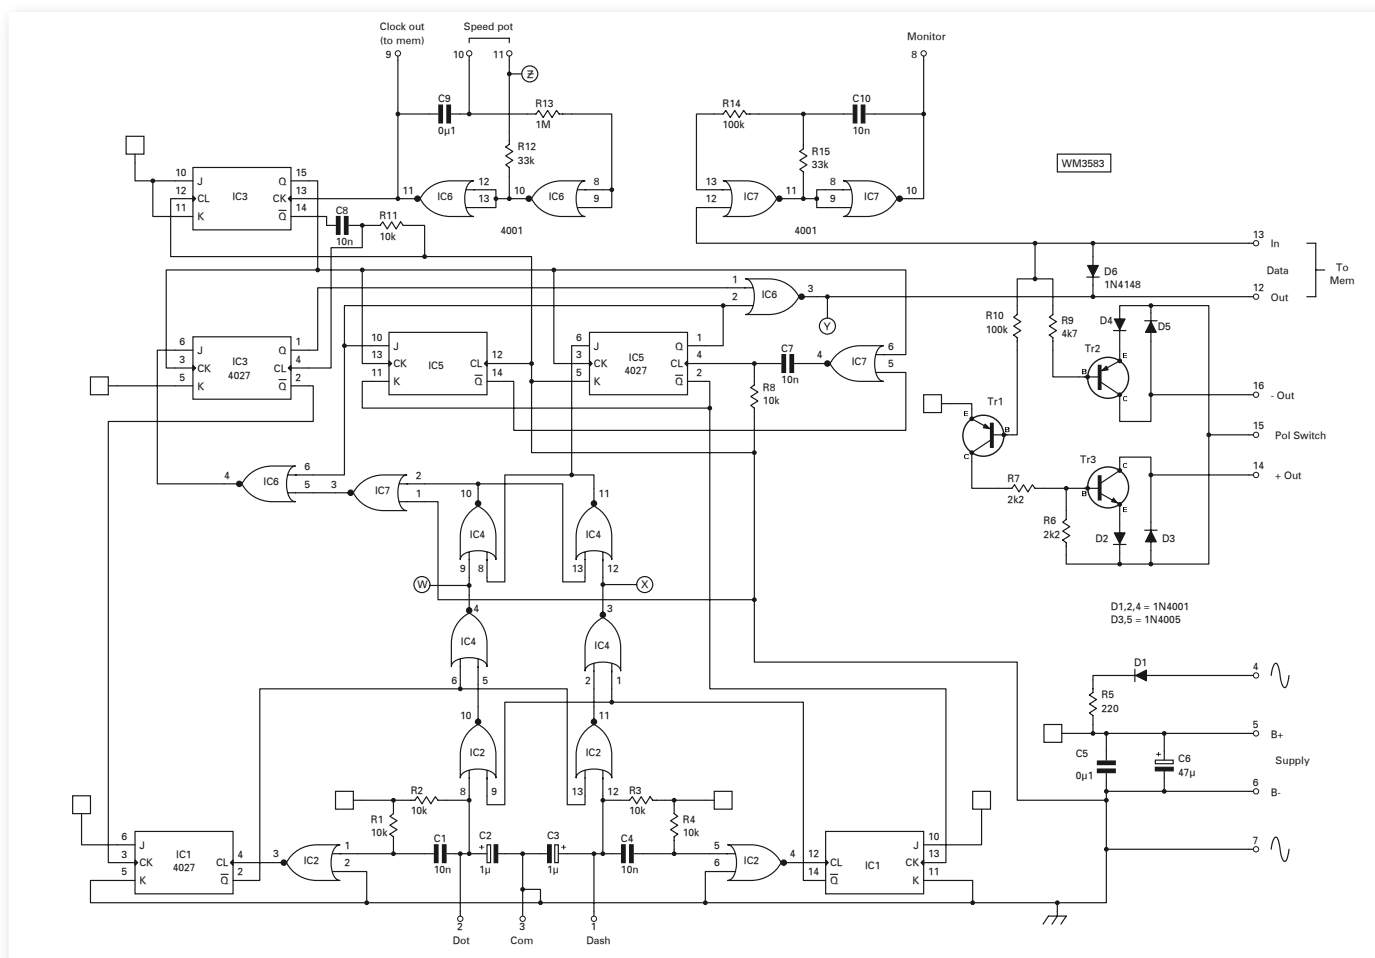 Clock out
(to mem)
Speed pot
Monitor
9
10
11
8
Z
C9
0µ1
R13
1M
R12
33k
R14
100k
C10
10n
R15
33k
WM3583
10 J
12 CL
11 K
IC3
Q 15
CK 13
Q 14
C8
10n
R11
10k
11
IC6
12
13
10
IC6
8
9
4001
13
12
IC7
11
8
9
IC7
10
4001
13 In
Data
12 Out
To
Mem
D6
1N4148
1
2
IC6
3
Y
R10
100k
R9
4k7
D4
D5
Tr2
E
B
C
6 J
3 CK
5 K
IC3
4027
Q 1
CL 4
Q 2
10 J
13 CK
11 K
IC5
CL 12
Q 14
6 J
3 CK
5 K
IC5
4027
Q 1
CL 4
Q 2
C7
10n
4
IC7
6
5
R8
10k
16 - Out
15 Pol Switch
14 + Out
Tr1
E
B
C
R7
2k2
R6
2k2
Tr3
C
B
E
D2
D3
4
IC6
6
5
3
IC7
2
1
10
IC4
9
8
11
IC4
13
12
W
X
4
IC4
6
5
3
IC4
2
1
D1,2,4 = 1N4001
D3,5 = 1N4005
D1
4
R5
220
5 B+
C5
0µ1
+
C6
47µ
Supply
6 B-
7
10
IC2
8
9
11
IC2
13
12
R2
10k
R1
10k
R3
10k
R4
10k
C1
10n
C2
+
1µ
C3
+
1µ
C4
10n
6 J
3 CK
5 K
IC1
4027
CL 4
Q 2
3
IC2
1
2
5
6
IC2
4
12 CL
14 Q
IC1
J 10
CK 13
K 11
2
Dot
3
Com
1
Dash